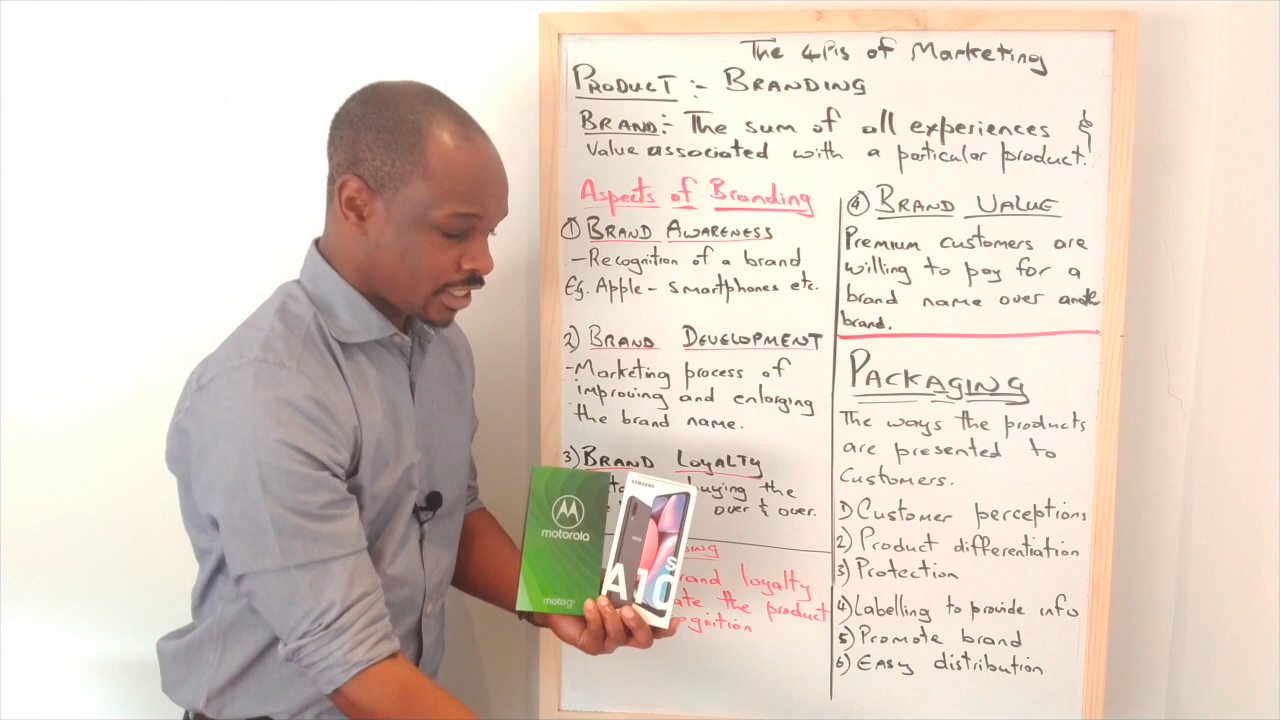 The 4P's of Marketing
PRODUCT :- BRANDING
BRAND:- The sum of all experiences &
Value associated with a particular product.
Aspects of Branding
① BRAND AWARENESS
- Recognition of a brand
Eg. Apple - smartphones etc.
2) BRAND DEVELOPMENT
- Marketing process of
improving and enlarging
the brand name.
3) BRAND LOYALTY
buying the
over & over.
rand loyalty
ate the product
ognition
④ BRAND VALUE
Premium customers are
willing to pay for a
brand name over
brand.
PACKAGING
The ways the products
are presented to
Customers.
1) Customer perceptions
2) Product differentiation
3) Protection
4) Labelling to provide info
5) Promote brand
6) EASY distribution
motorola
moto g
SAMSUNG
A10s